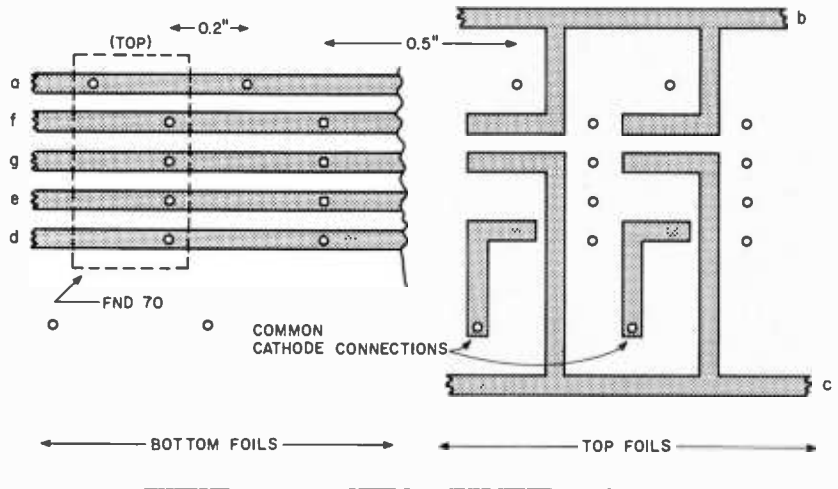 0.2"
(TOP)
0.5"
b
a
f
g
e
d
FND 70
COMMON
CATHODE CONNECTIONS
c
BOTTOM FOILS
TOP FOILS